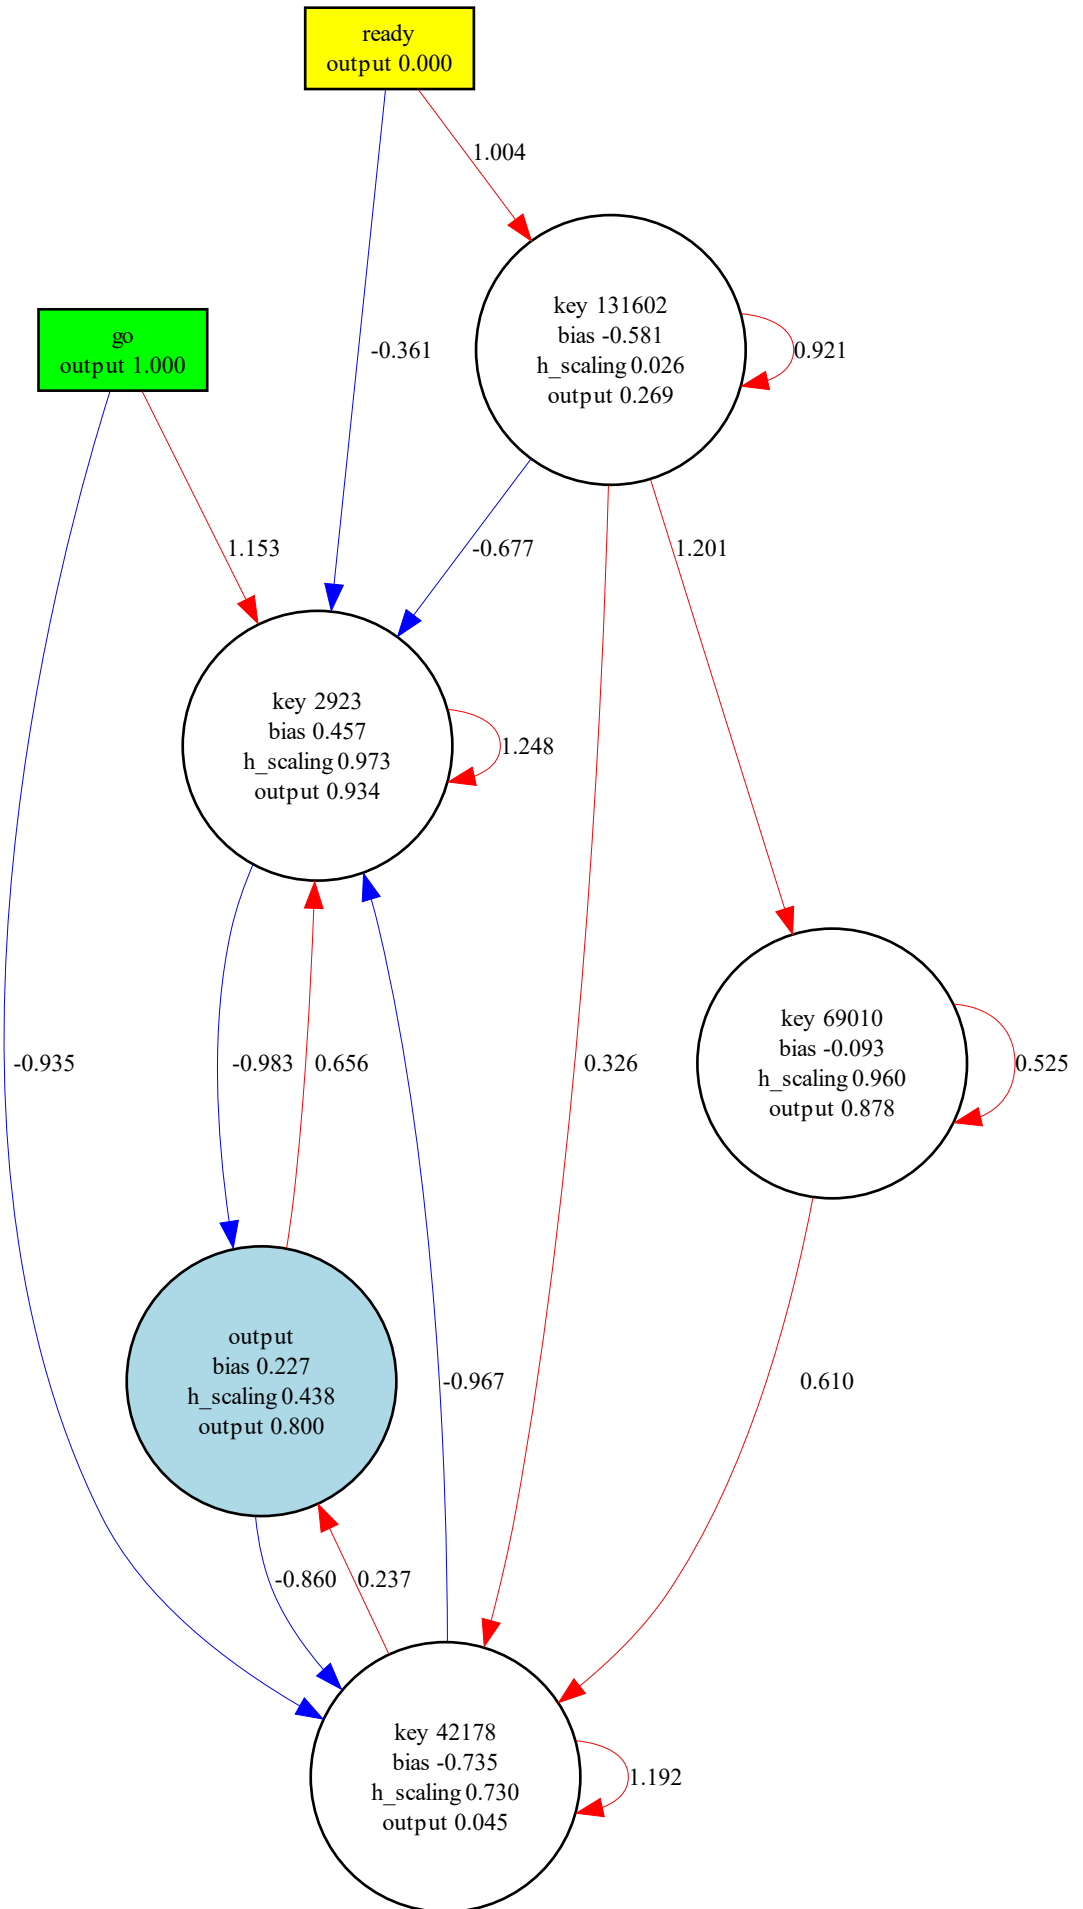 ready
output 0.000
1.004
key 131602
bias -0.581
h_scaling 0.026
output 0.269
0.921
go
output 1.000
-0.361
1.153
-0.677
1.201
key 2923
bias 0.457
h_scaling 0.973
output 0.934
1.248
key 69010
bias -0.093
h_scaling 0.960
output 0.878
0.525
-0.935
-0.983
0.656
0.326
output
bias 0.227
h_scaling 0.438
output 0.800
-0.967
0.610
-0.860
0.237
key 42178
bias -0.735
h_scaling 0.730
output 0.045
1.192